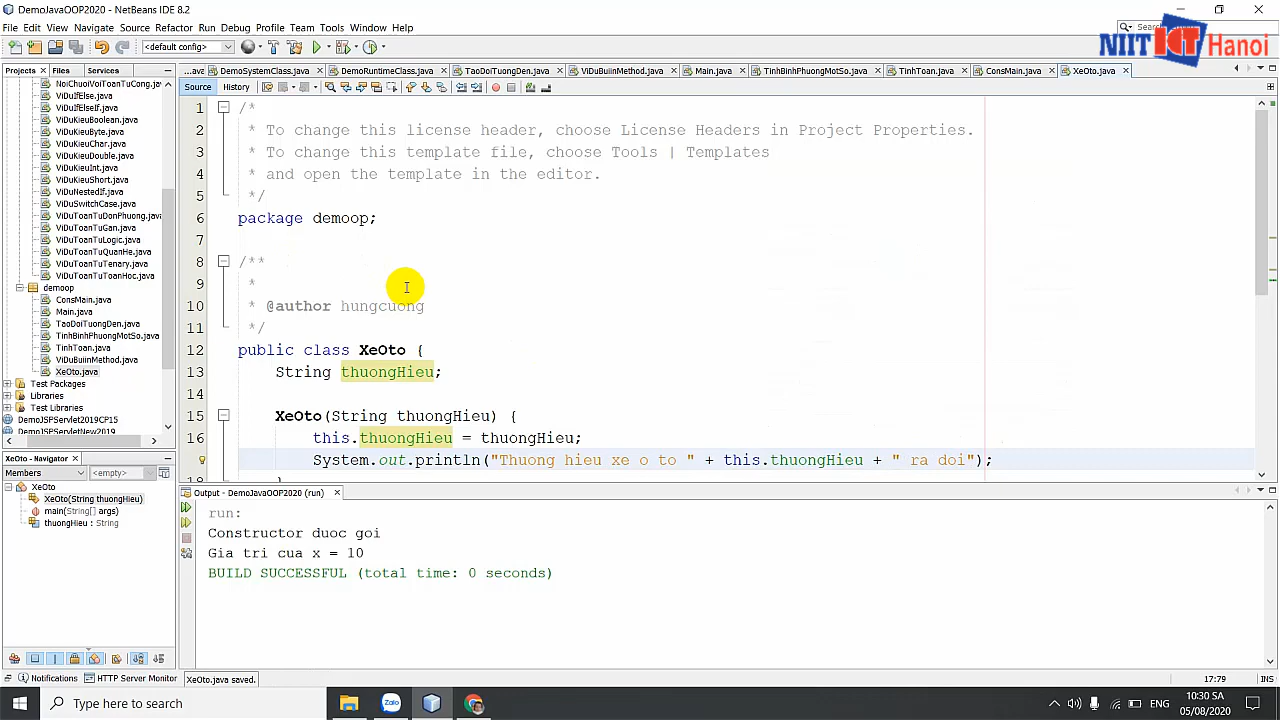 DemoJavaOOP2020 - NetBeans IDE 8.2
File Edit View Navigate Source Refactor Run Debug Profile Team Tools Window Help
NIIT ICT Hanoi
<default config>
Projects Files Services
...ava DemoSystemClass.java DemoRuntimeClass.java TaoDoiTuongDen.java ViDuBuiinMethod.java Main.java TinhBinhPhuongMotSo.java TinhToan.java ConsMain.java XeOto.java
Source History
NoiChuoiVoiToanTuCong.java
ViDuIfElse.java
ViDuElseIf.java
ViDuKieuBoolean.java
ViDuKieuByte.java
ViDuKieuChar.java
ViDuKieuDouble.java
ViDuKieuInt.java
ViDuKieuShort.java
ViDuNestedIf.java
ViDuSwitchCase.java
ViDuToanTuDonPhuong.java
ViDuToanTuGan.java
ViDuToanTuLogic.java
ViDuToanTuQuanHe.java
ViDuToanTuTenary.java
ViDuToanTuToanHoc.java
demoop
ConsMain.java
Main.java
TaoDoiTuongDen.java
TinhBinhPhuongMotSo.java
TinhToan.java
ViDuBuiinMethod.java
XeOto.java
Test Packages
Libraries
Test Libraries
DemoJSPServlet2019CP15
DemoJSPServletNew2019
1 /*
2 * To change this license header, choose License Headers in Project Properties.
3 * To change this template file, choose Tools | Templates
4 * and open the template in the editor.
5 */
6 package demoop;
7
8 /**
9 *
10 * @author hungcuong
11 */
12 public class XeOto {
13 String thuongHieu;
14
15 XeOto(String thuongHieu) {
16 this.thuongHieu = thuongHieu;
System.out.println("Thuong hieu xe o to " + this.thuongHieu + " ra doi");
XeOto - Navigator
Members <empty>
XeOto
XeOto(String thuongHieu)
main(String[] args)
thuongHieu : String
Output - DemoJavaOOP2020 (run)
run:
Constructor duoc goi
Gia tri cua x = 10
BUILD SUCCESSFUL (total time: 0 seconds)
Notifications HTTP Server Monitor XeOto.java saved. 17:79 INS
Type here to search
Zalo
ENG
10:30 SA
05/08/2020